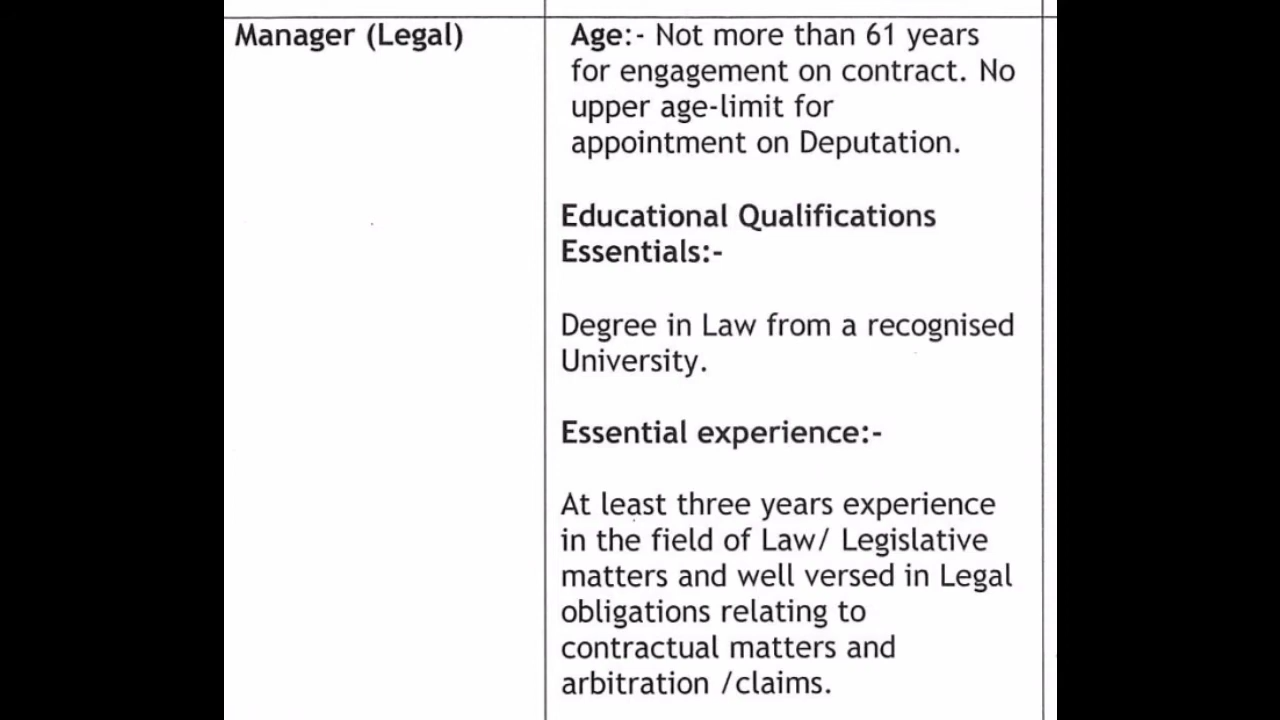 Manager (Legal)
Age:- Not more than 61 years
for engagement on contract. No
upper age-limit for
appointment on Deputation.
Educational Qualifications
Essentials:-
Degree in Law from a recognised
University.
Essential experience:-
At least three years experience
in the field of Law/ Legislative
matters and well versed in Legal
obligations relating to
contractual matters and
arbitration /claims.